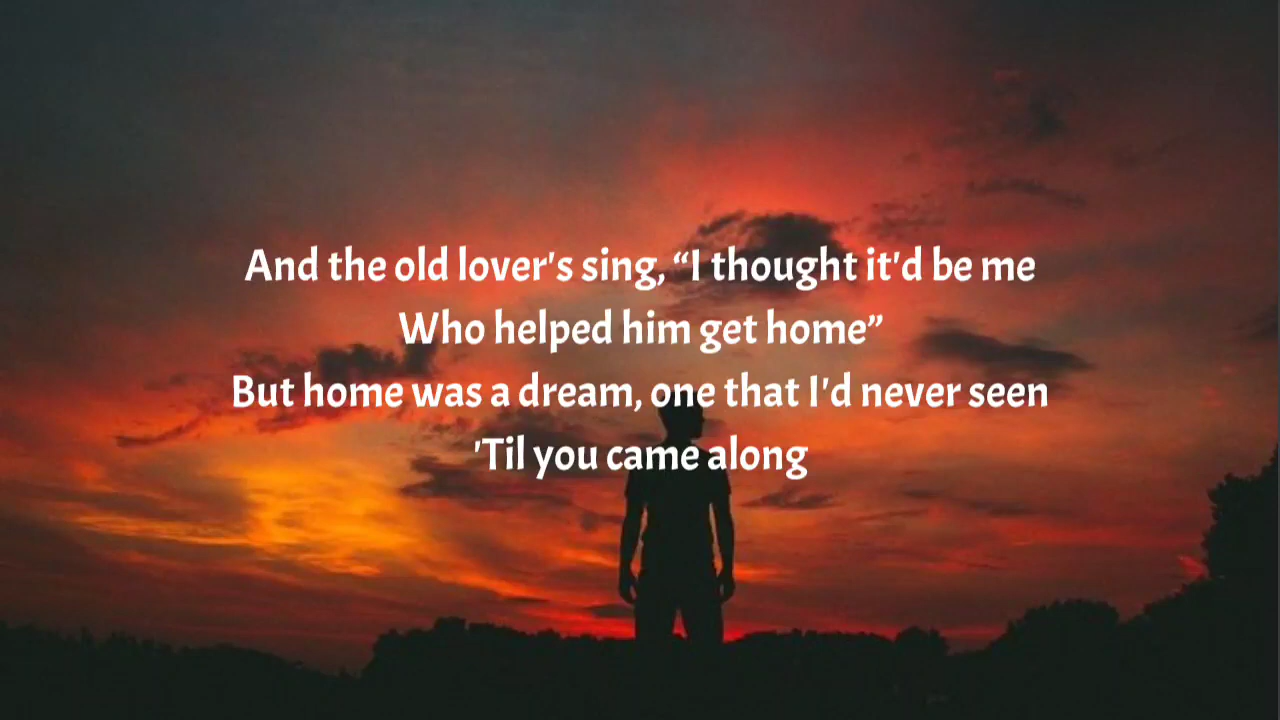 And the old lover's sing, “I thought it'd be me
Who helped him get home”
But home was a dream, one that I'd never seen
'Til you came along